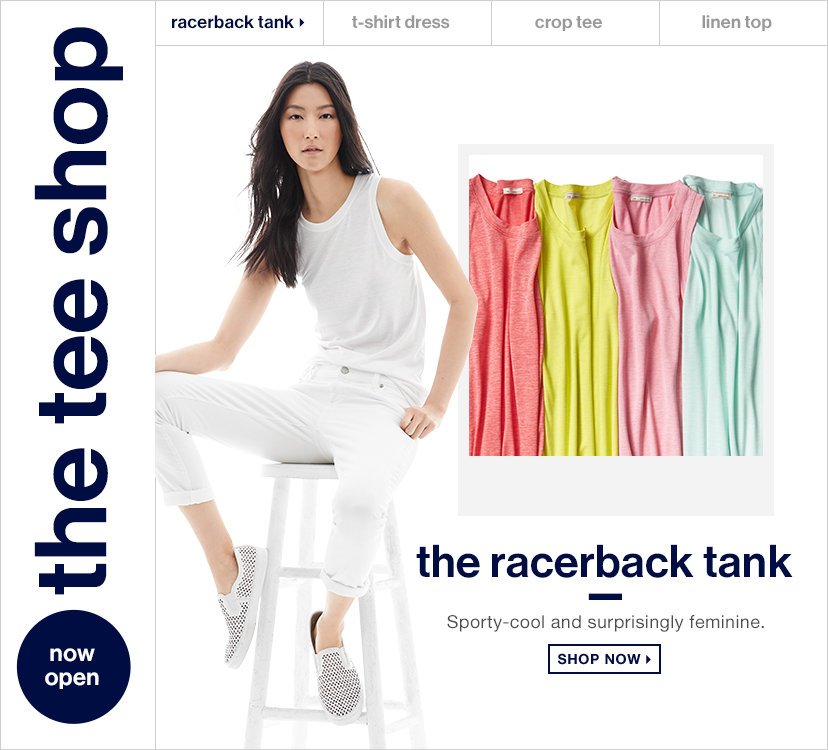 the tee shop
now
open
racerback tank
t-shirt dress
crop tee
linen top
the racerback tank
Sporty-cool and surprisingly feminine.
SHOP NOW